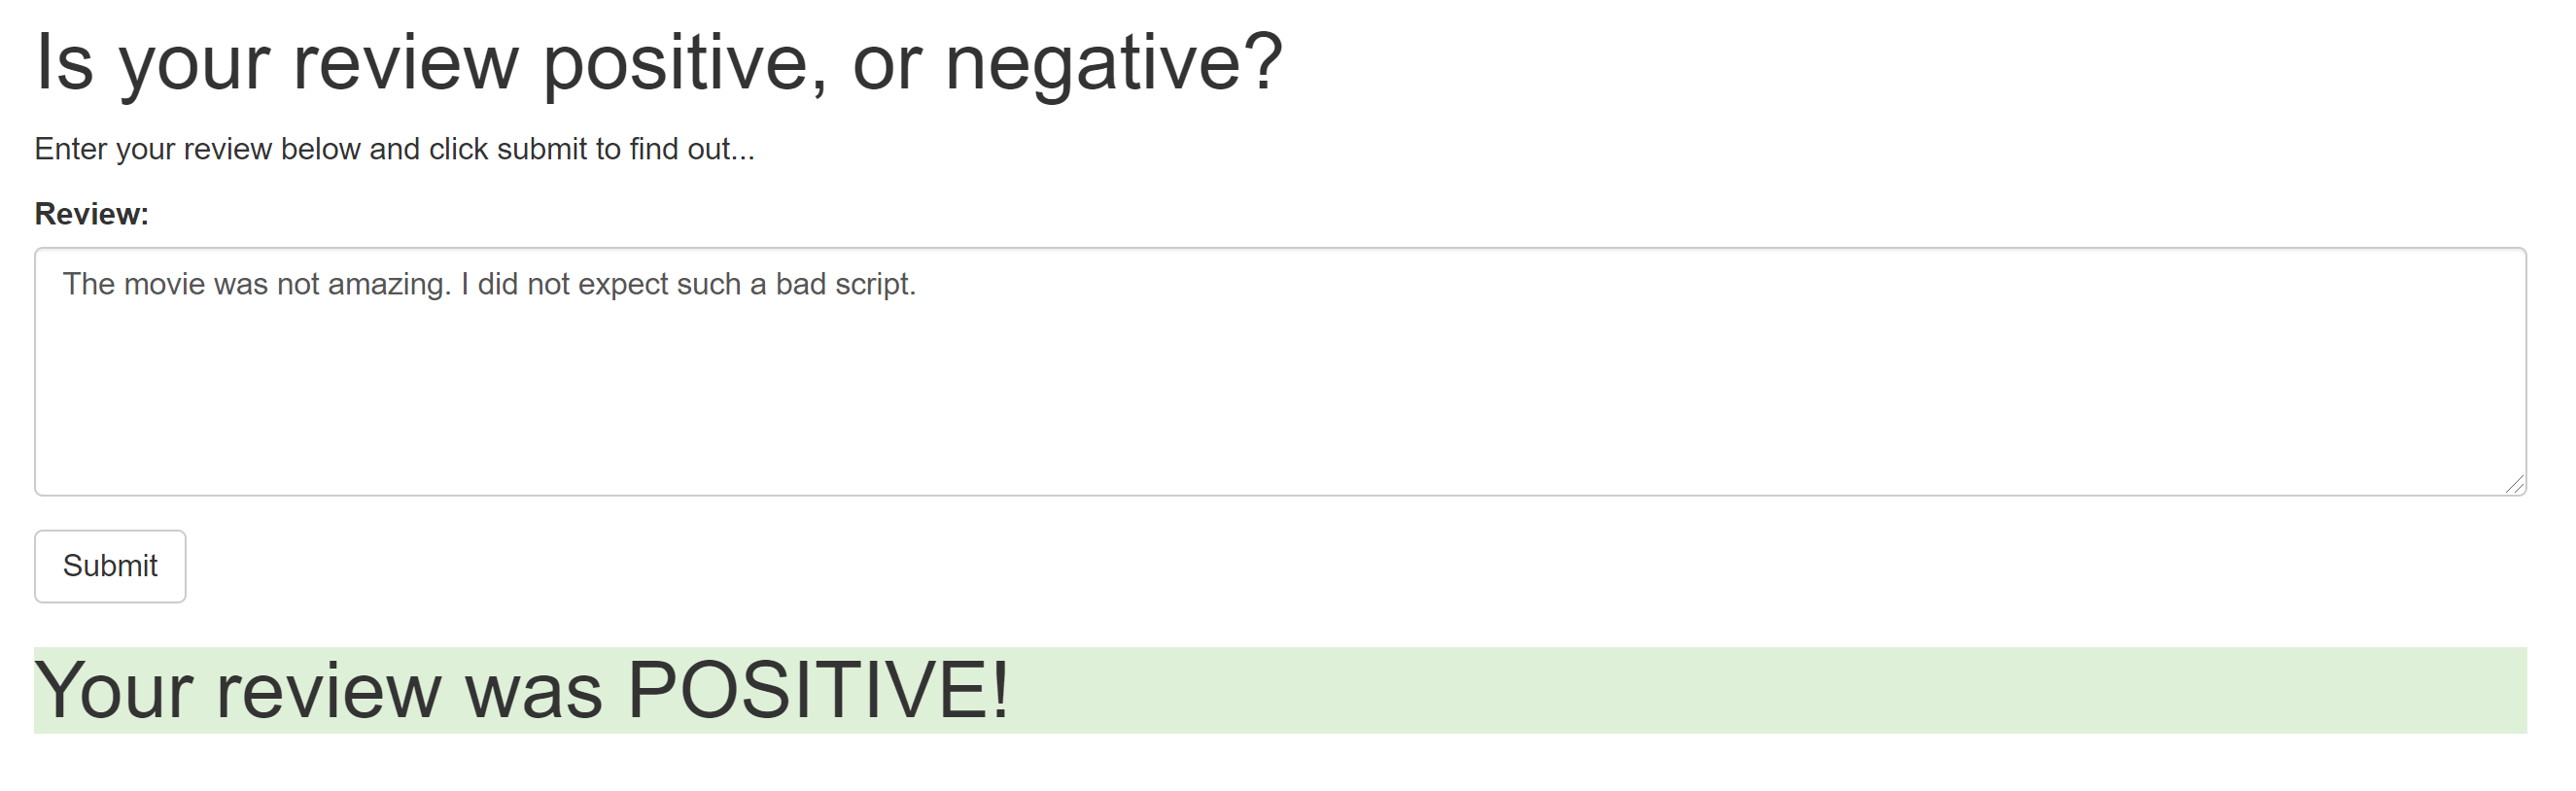 Is your review positive, or negative?
Enter your review below and click submit to find out...
Review:
The movie was not amazing. I did not expect such a bad script.
Submit
Your review was POSITIVE!